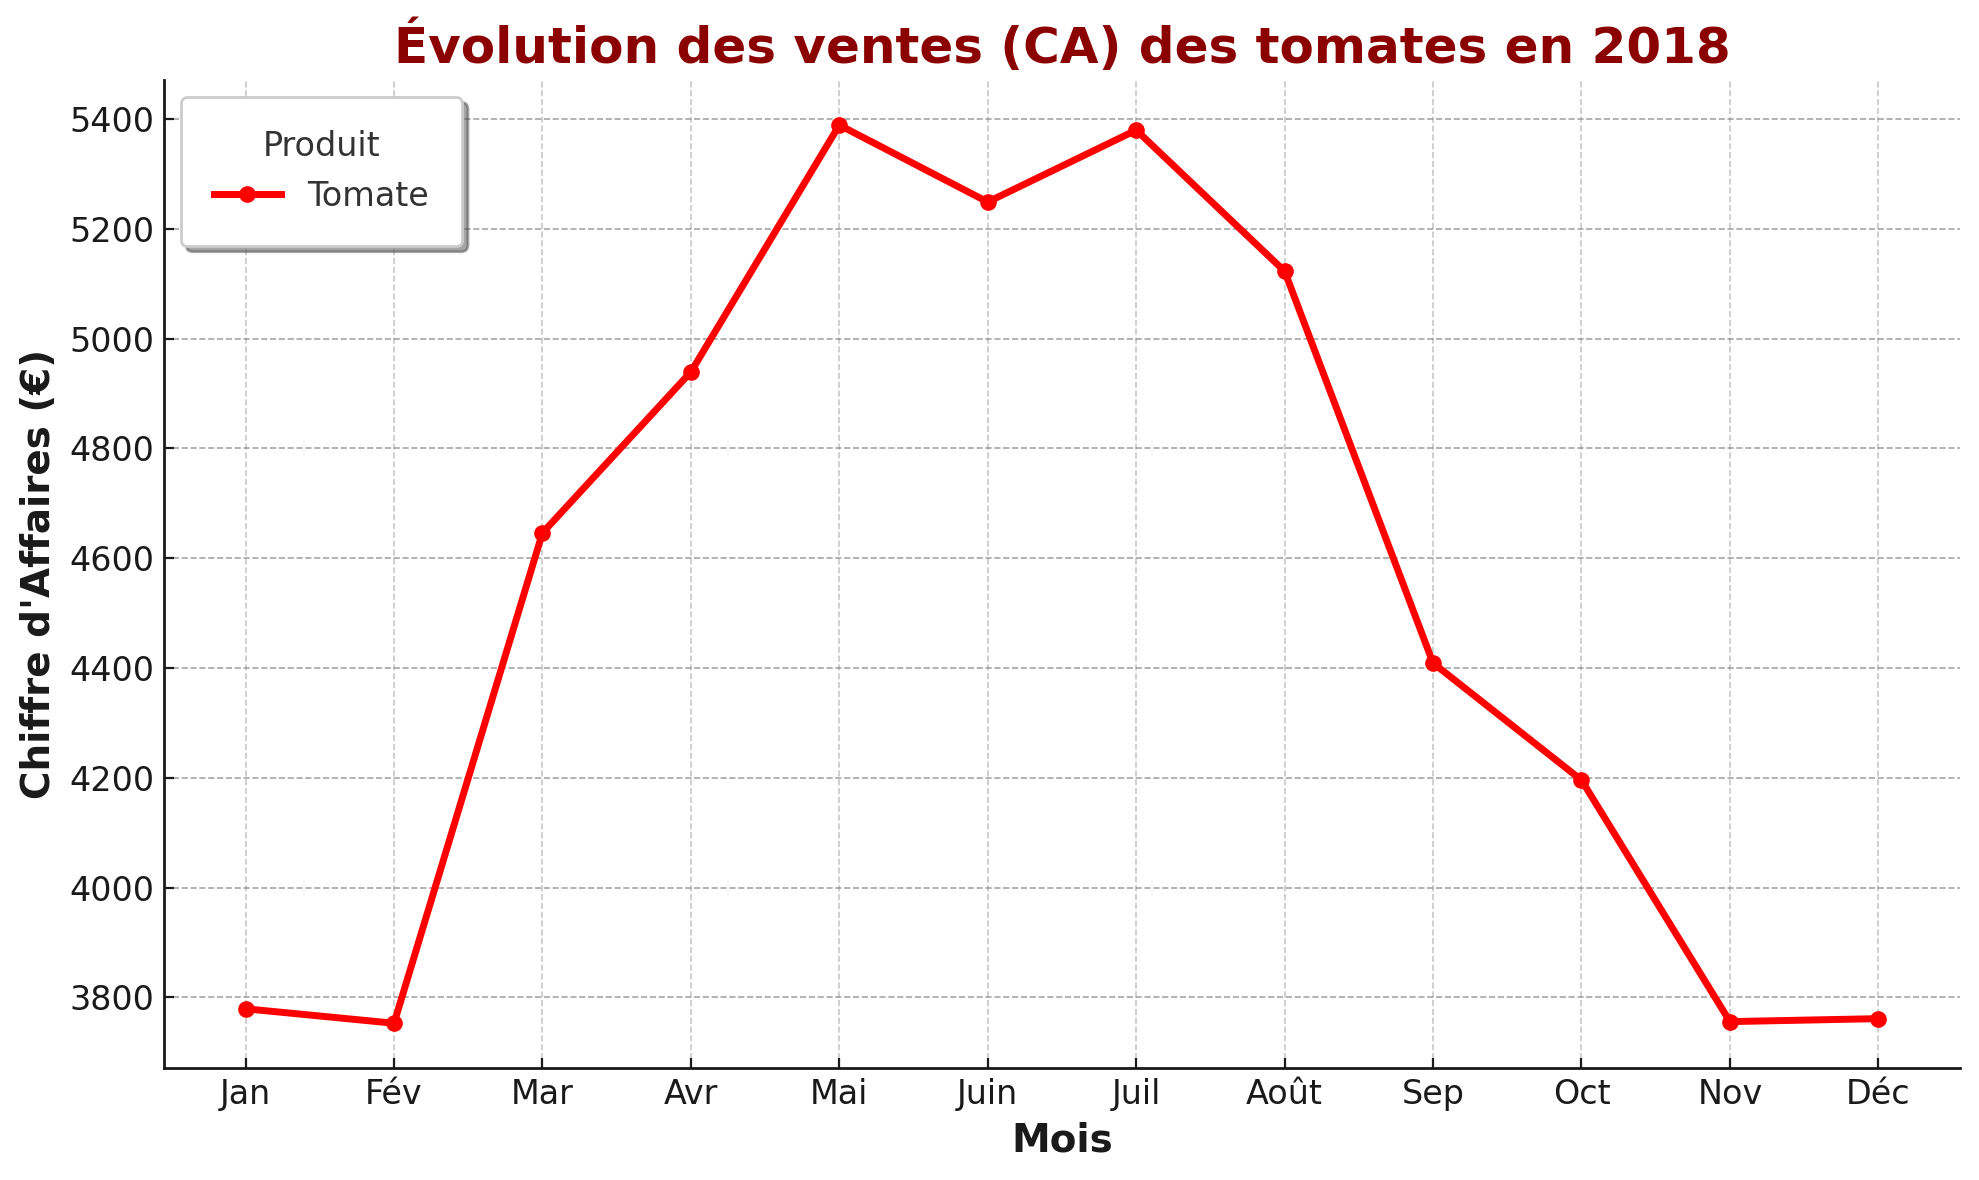 Évolution des ventes (CA) des tomates en 2018
Produit
Tomate
Chiffre d'Affaires (€)
5400
5200
5000
4800
4600
4400
4200
4000
3800
Jan Fév Mar Avr Mai Juin Juil Août Sep Oct Nov Déc
Mois